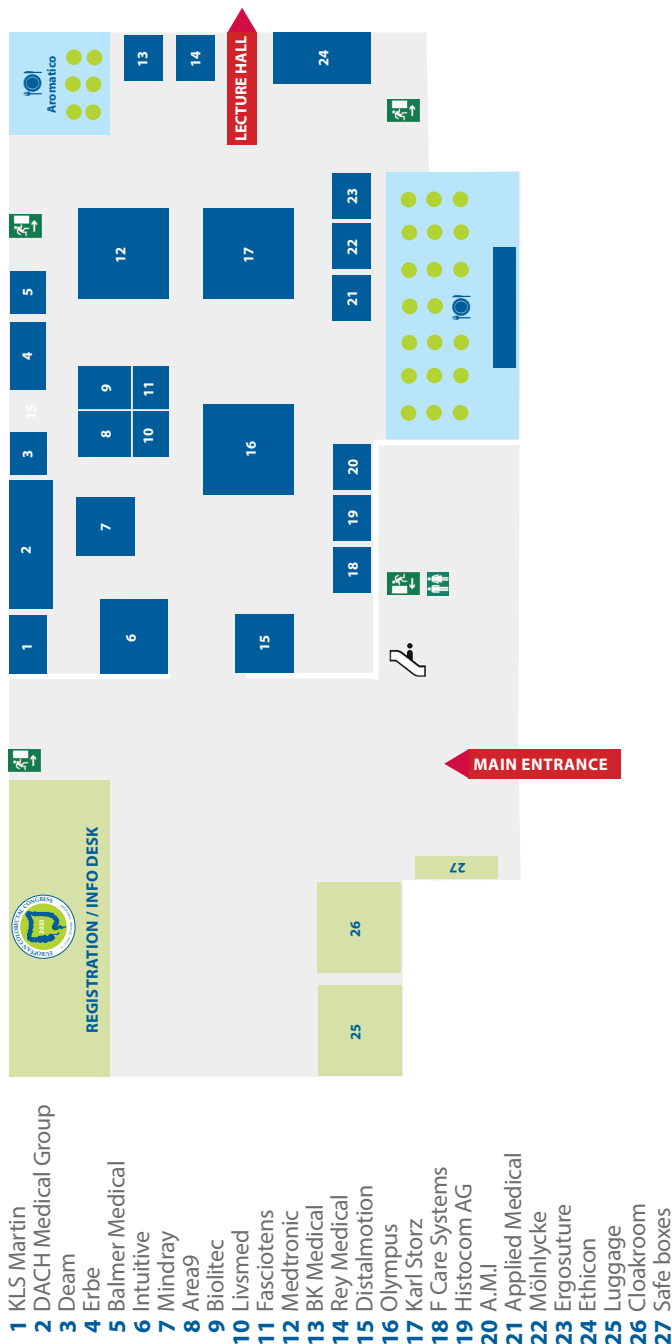 Aromatico
13
14
LECTURE HALL
24
5
4
15
3
2
1
12
17
23
22
21
9
11
8
10
7
16
20
19
18
6
15
MAIN ENTRANCE
EUROPEAN COLORECTAL CONGRESS
2021
REGISTRATION / INFO DESK
27
26
25
1 KLS Martin
2 DACH Medical Group
3 Deam
4 Erbe
5 Balmer Medical
6 Intuitive
7 Mindray
8 Area9
9 Biolitec
10 Livsmed
11 Fasciotens
12 Medtronic
13 BK Medical
14 Rey Medical
15 Distalmotion
16 Olympus
17 Karl Storz
18 F Care Systems
19 Histocom AG
20 A.M.I
21 Applied Medical
22 Mölnlycke
23 Ergosuture
24 Ethicon
25 Luggage
26 Cloakroom
27 Safe boxes